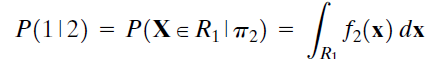 P(1|2) = P(X ∈ R₁|π₂) = ∫_{R₁} f₂(x) dx